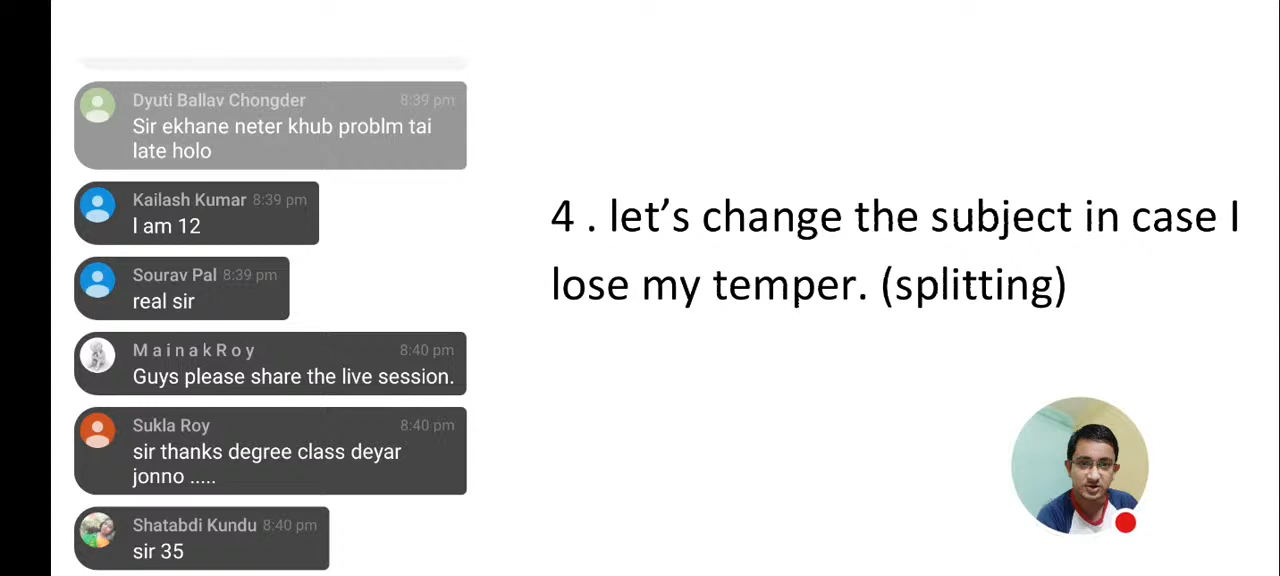 Dyuti Ballav Chongder 8:39 pm
Sir ekhane neter khub problm tai
late holo
Kailash Kumar 8:39 pm
I am 12
Sourav Pal 8:39 pm
real sir
M a i n a k R o y 8:40 pm
Guys please share the live session.
Sukla Roy 8:40 pm
sir thanks degree class deyar
jonno .....
Shatabdi Kundu 8:40 pm
sir 35
4 . let’s change the subject in case I
lose my temper. (splitting)